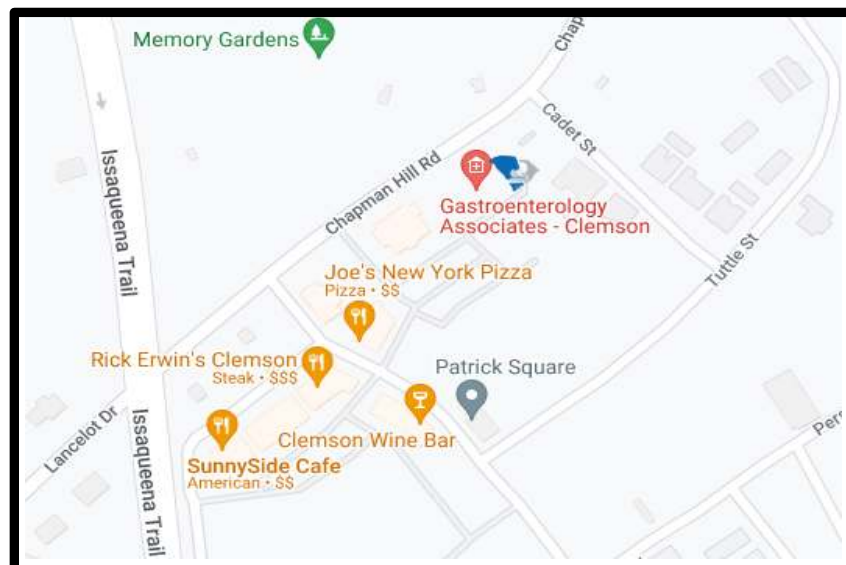 Memory Gardens
Chap
Cadet St
Issaqueena Trail
Chapman Hill Rd
Gastroenterology
Associates - Clemson
Tuttle St
Joe's New York Pizza
Pizza • $$
Rick Erwin's Clemson
Steak • $$$
Patrick Square
Lancelot Dr
Issaqueena Trail
Clemson Wine Bar
Pers
SunnySide Cafe
American • $$